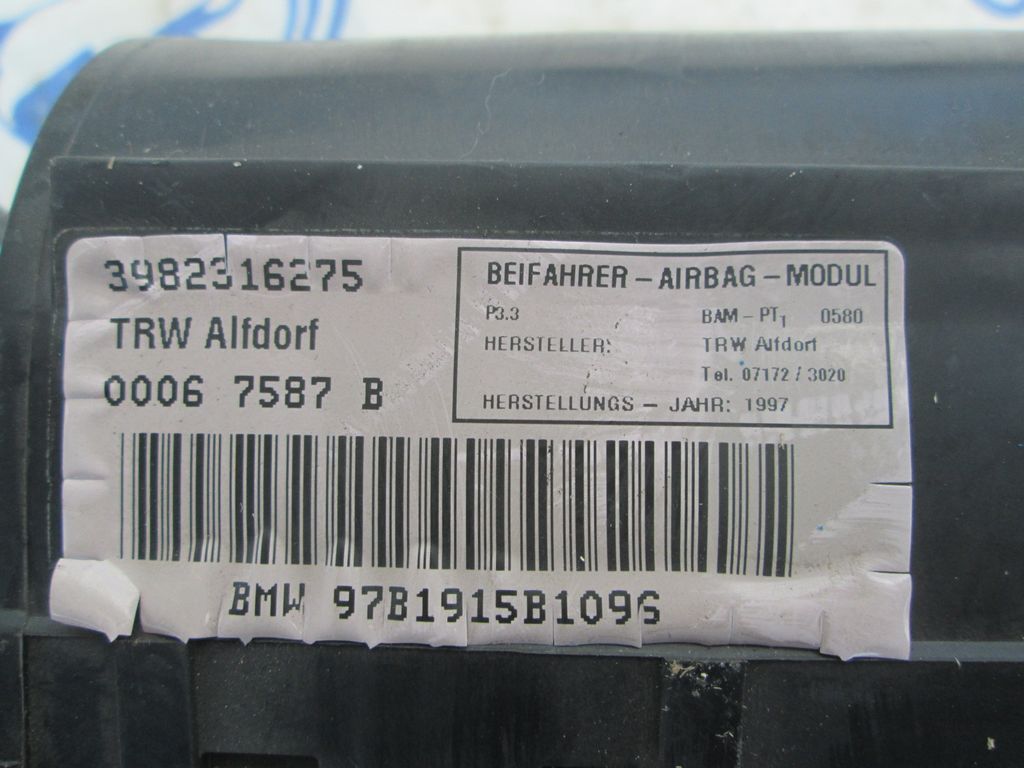 3982316275
TRW Alfdorf
0006 7587 B
BEIFAHRER – AIRBAG – MODUL
P3.3 BAM – PT1 0580
HERSTELLER: TRW Alfdorf
Tel. 07172 / 3020
HERSTELLUNGS – JAHR: 1997
BMW 97B1915B1096